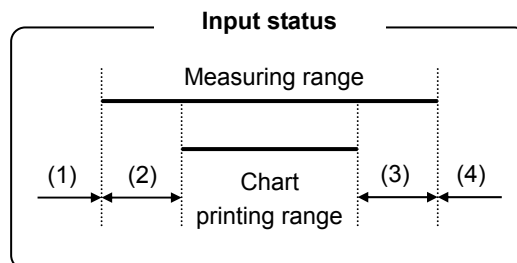 Input status
Measuring range
(1) (2) (3) (4)
Chart
printing range